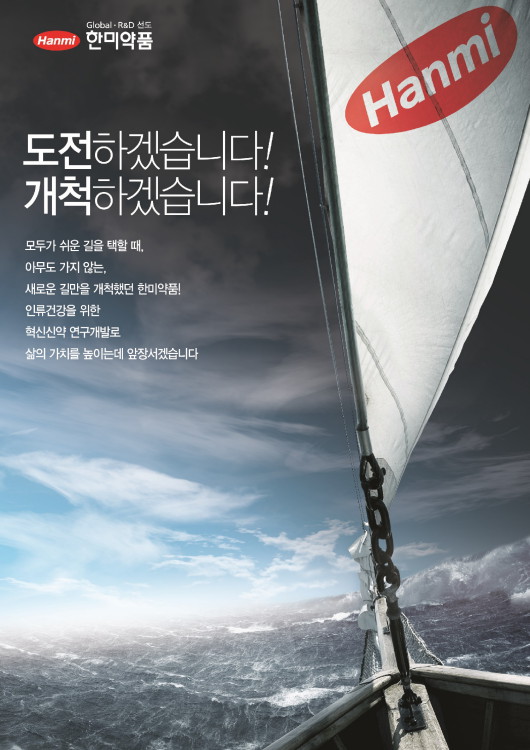 Global · R&D 선도
Hanmi 한미약품
Hanmi
도전하겠습니다!
개척하겠습니다!
모두가 쉬운 길을 택할 때,
아무도 가지 않는,
새로운 길만을 개척했던 한미약품!
인류건강을 위한
혁신신약 연구개발로
삶의 가치를 높이는데 앞장서겠습니다